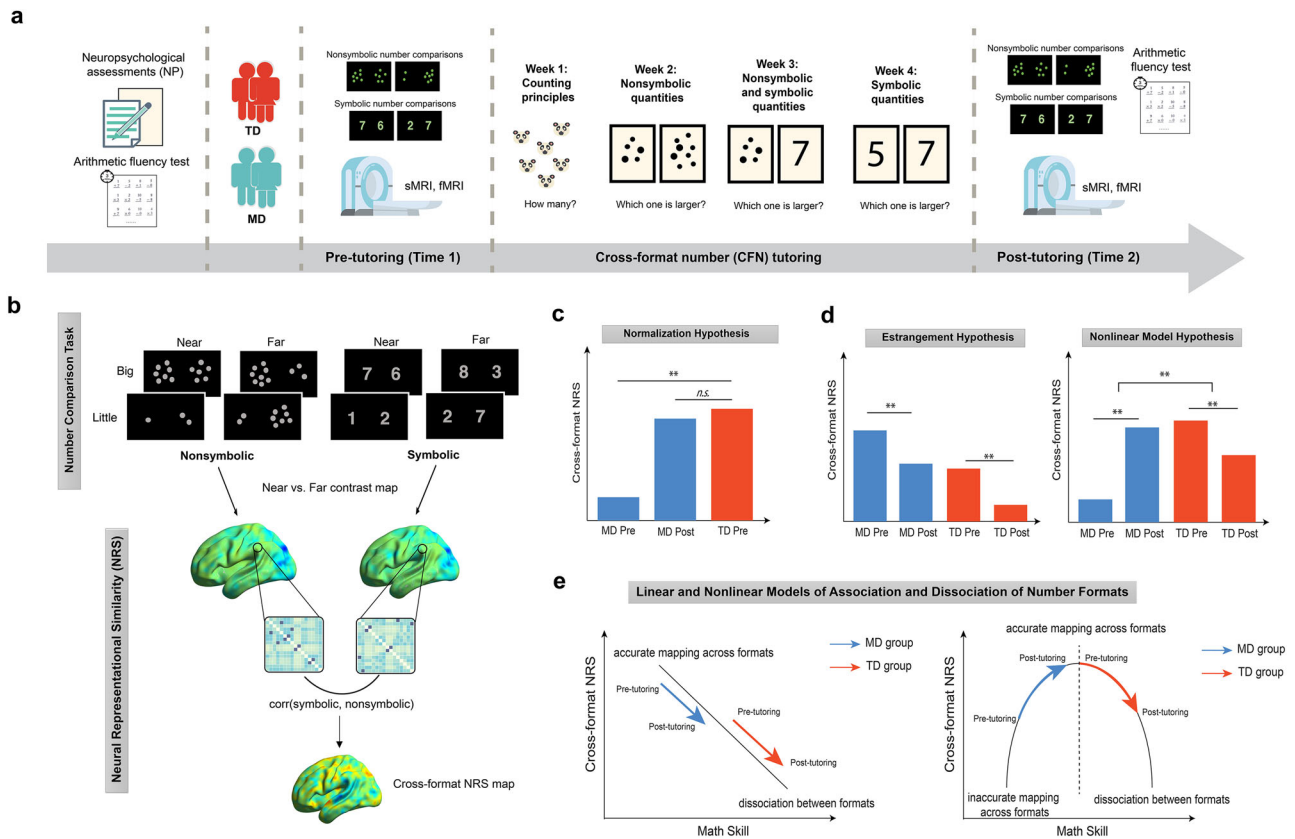 a
Neuropsychological
assessments (NP)
Arithmetic fluency test
TD
MD
Nonsymbolic number comparisons
Symbolic number comparisons
7 6 2 7
sMRI, fMRI
Week 1:
Counting
principles
How many?
Week 2:
Nonsymbolic
quantities
Which one is larger?
Week 3:
Nonsymbolic
and symbolic
quantities
7
Which one is larger?
Week 4:
Symbolic
quantities
5 7
Which one is larger?
Nonsymbolic number comparisons
Symbolic number comparisons
7 6 2 7
Arithmetic
fluency test
sMRI, fMRI
Pre-tutoring (Time 1)
Cross-format number (CFN) tutoring
Post-tutoring (Time 2)
b
Number Comparison Task
Near Far Near Far
Big
7 6 8 3
Little
1 2 2 7
Nonsymbolic Symbolic
Near vs. Far contrast map
Neural Representational Similarity (NRS)
corr(symbolic, nonsymbolic)
Cross-format NRS map
c
Normalization Hypothesis
Cross-format NRS
**
n.s.
MD Pre MD Post TD Pre
d
Estrangement Hypothesis
Cross-format NRS
**
**
MD Pre MD Post TD Pre TD Post
Nonlinear Model Hypothesis
Cross-format NRS
**
** **
MD Pre MD Post TD Pre TD Post
e
Linear and Nonlinear Models of Association and Dissociation of Number Formats
Cross-format NRS
accurate mapping across formats
MD group
TD group
Pre-tutoring
Post-tutoring
Pre-tutoring
Post-tutoring
dissociation between formats
Math Skill
Cross-format NRS
accurate mapping across formats
MD group
TD group
Post-tutoring Pre-tutoring
Pre-tutoring Post-tutoring
inaccurate mapping
across formats
dissociation between formats
Math Skill